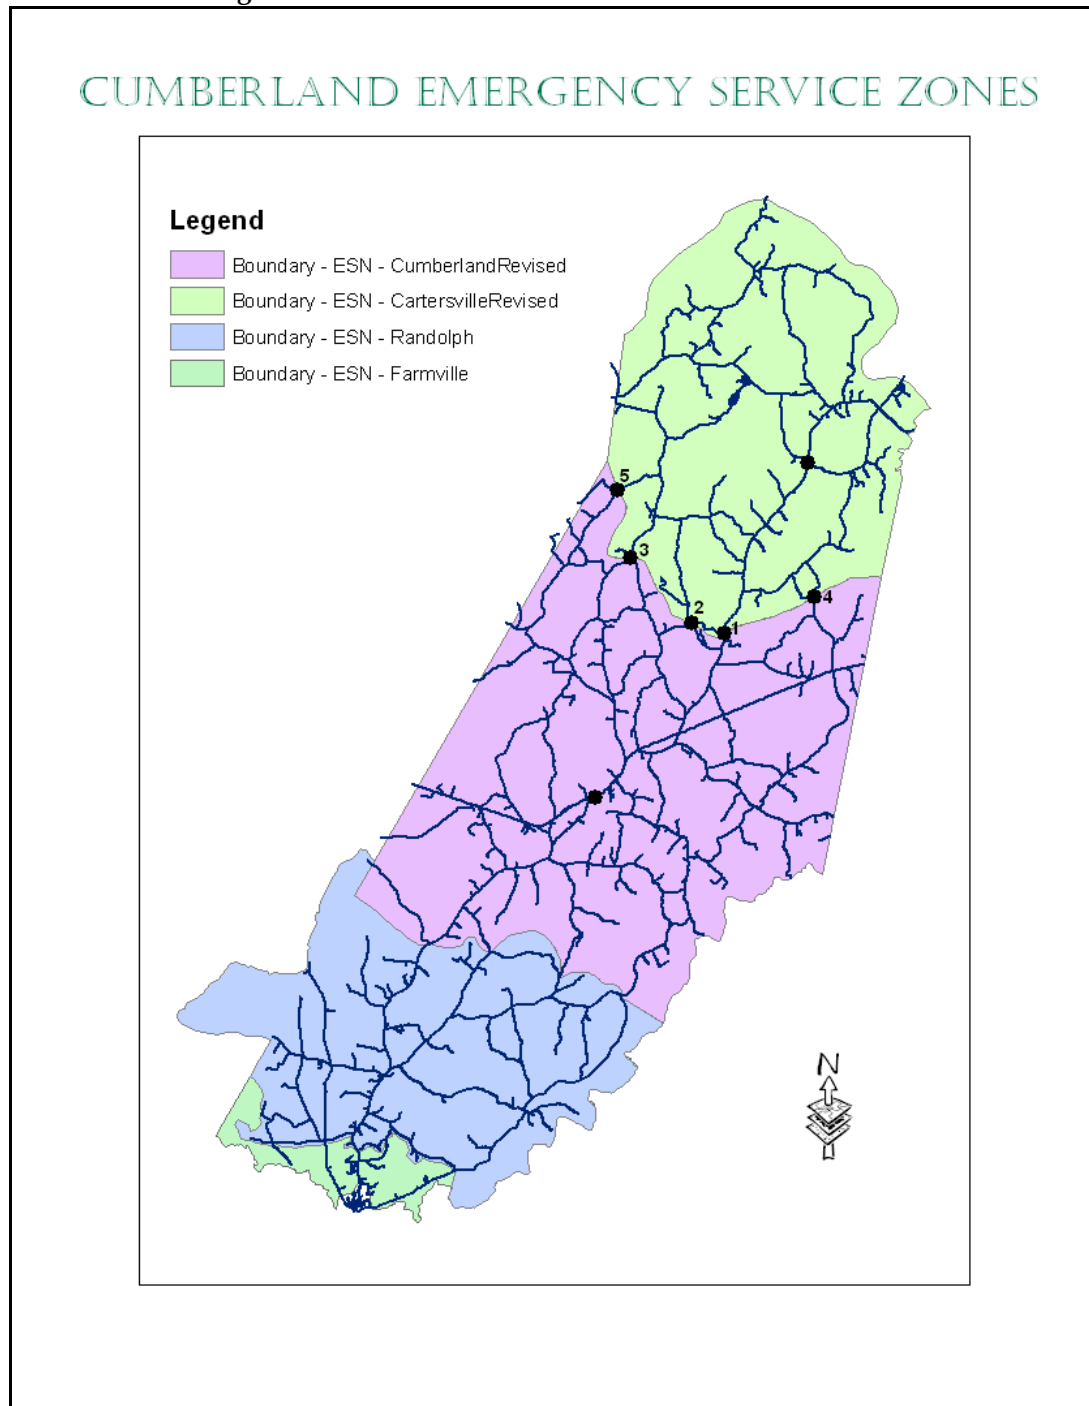 CUMBERLAND EMERGENCY SERVICE ZONES
Legend
Boundary - ESN - CumberlandRevised
Boundary - ESN - CartersvilleRevised
Boundary - ESN - Randolph
Boundary - ESN - Farmville
5
3
4
2
1
N